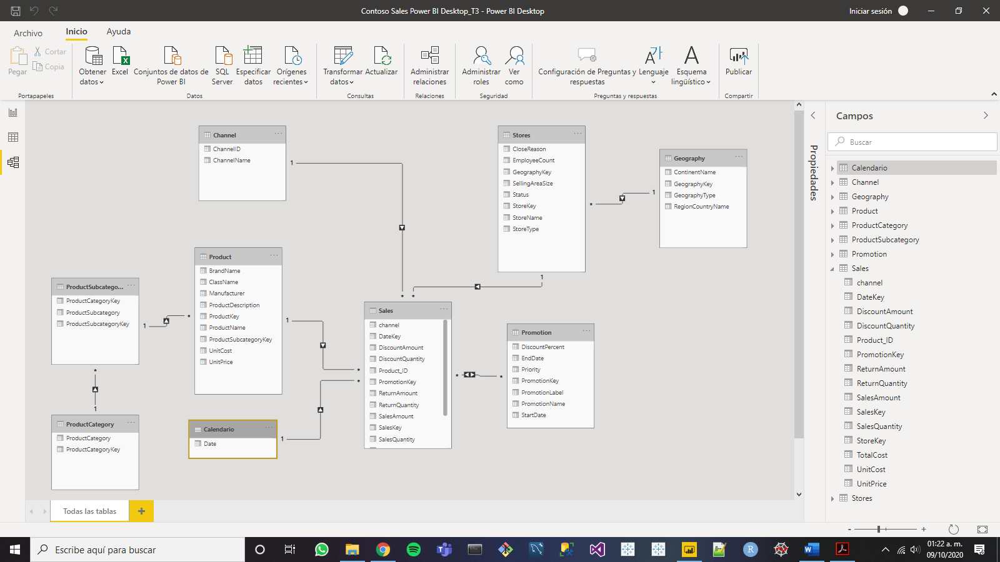 Contoso Sales Power BI Desktop_T3 - Power BI Desktop
Iniciar sesión
Archivo
Inicio
Ayuda
Pegar
Cortar
Copia
Portapapeles
Obtener
datos
Excel
Conjuntos de datos de
Power BI
SQL
Server
Especificar
datos
Orígenes
recientes
Datos
Transformar
datos
Actualizar
Consultas
Administrar
relaciones
Relaciones
Administrar
roles
Ver
como
Seguridad
Configuración de Preguntas y
respuestas
Lenguaje
Esquema
lingüístico
Preguntas y respuestas
Publicar
Compartir
Channel
ChannelID
ChannelName
1
*
Stores
CloseReason
EmployeeCount
GeographyKey
SellingAreaSize
Status
StoreKey
StoreName
StoreType
1
*
Geography
ContinentName
GeographyKey
GeographyType
RegionCountryName
1
*
Product
BrandName
ClassName
Manufacturer
ProductDescription
ProductKey
ProductName
ProductSubcategoryKey
UnitCost
UnitPrice
1
*
ProductSubcatego...
ProductCategoryKey
ProductSubcategory
ProductSubcategoryKey
1
*
ProductCategory
ProductCategory
ProductCategoryKey
1
*
Calendario
Date
1
*
Sales
channel
DateKey
DiscountAmount
DiscountQuantity
Product_ID
PromotionKey
ReturnAmount
ReturnQuantity
SalesAmount
SalesKey
SalesQuantity
*
*
Promotion
DiscountPercent
EndDate
Priority
PromotionKey
PromotionLabel
PromotionName
StartDate
Todas las tablas
+
Propiedades
Campos
Buscar
Calendario
Channel
Geography
Product
ProductCategory
ProductSubcategory
Promotion
Sales
channel
DateKey
DiscountAmount
DiscountQuantity
Product_ID
PromotionKey
ReturnAmount
ReturnQuantity
SalesAmount
SalesKey
SalesQuantity
StoreKey
TotalCost
UnitCost
UnitPrice
Stores
- +
Escribe aquí para buscar
01:22 a. m.
09/10/2020